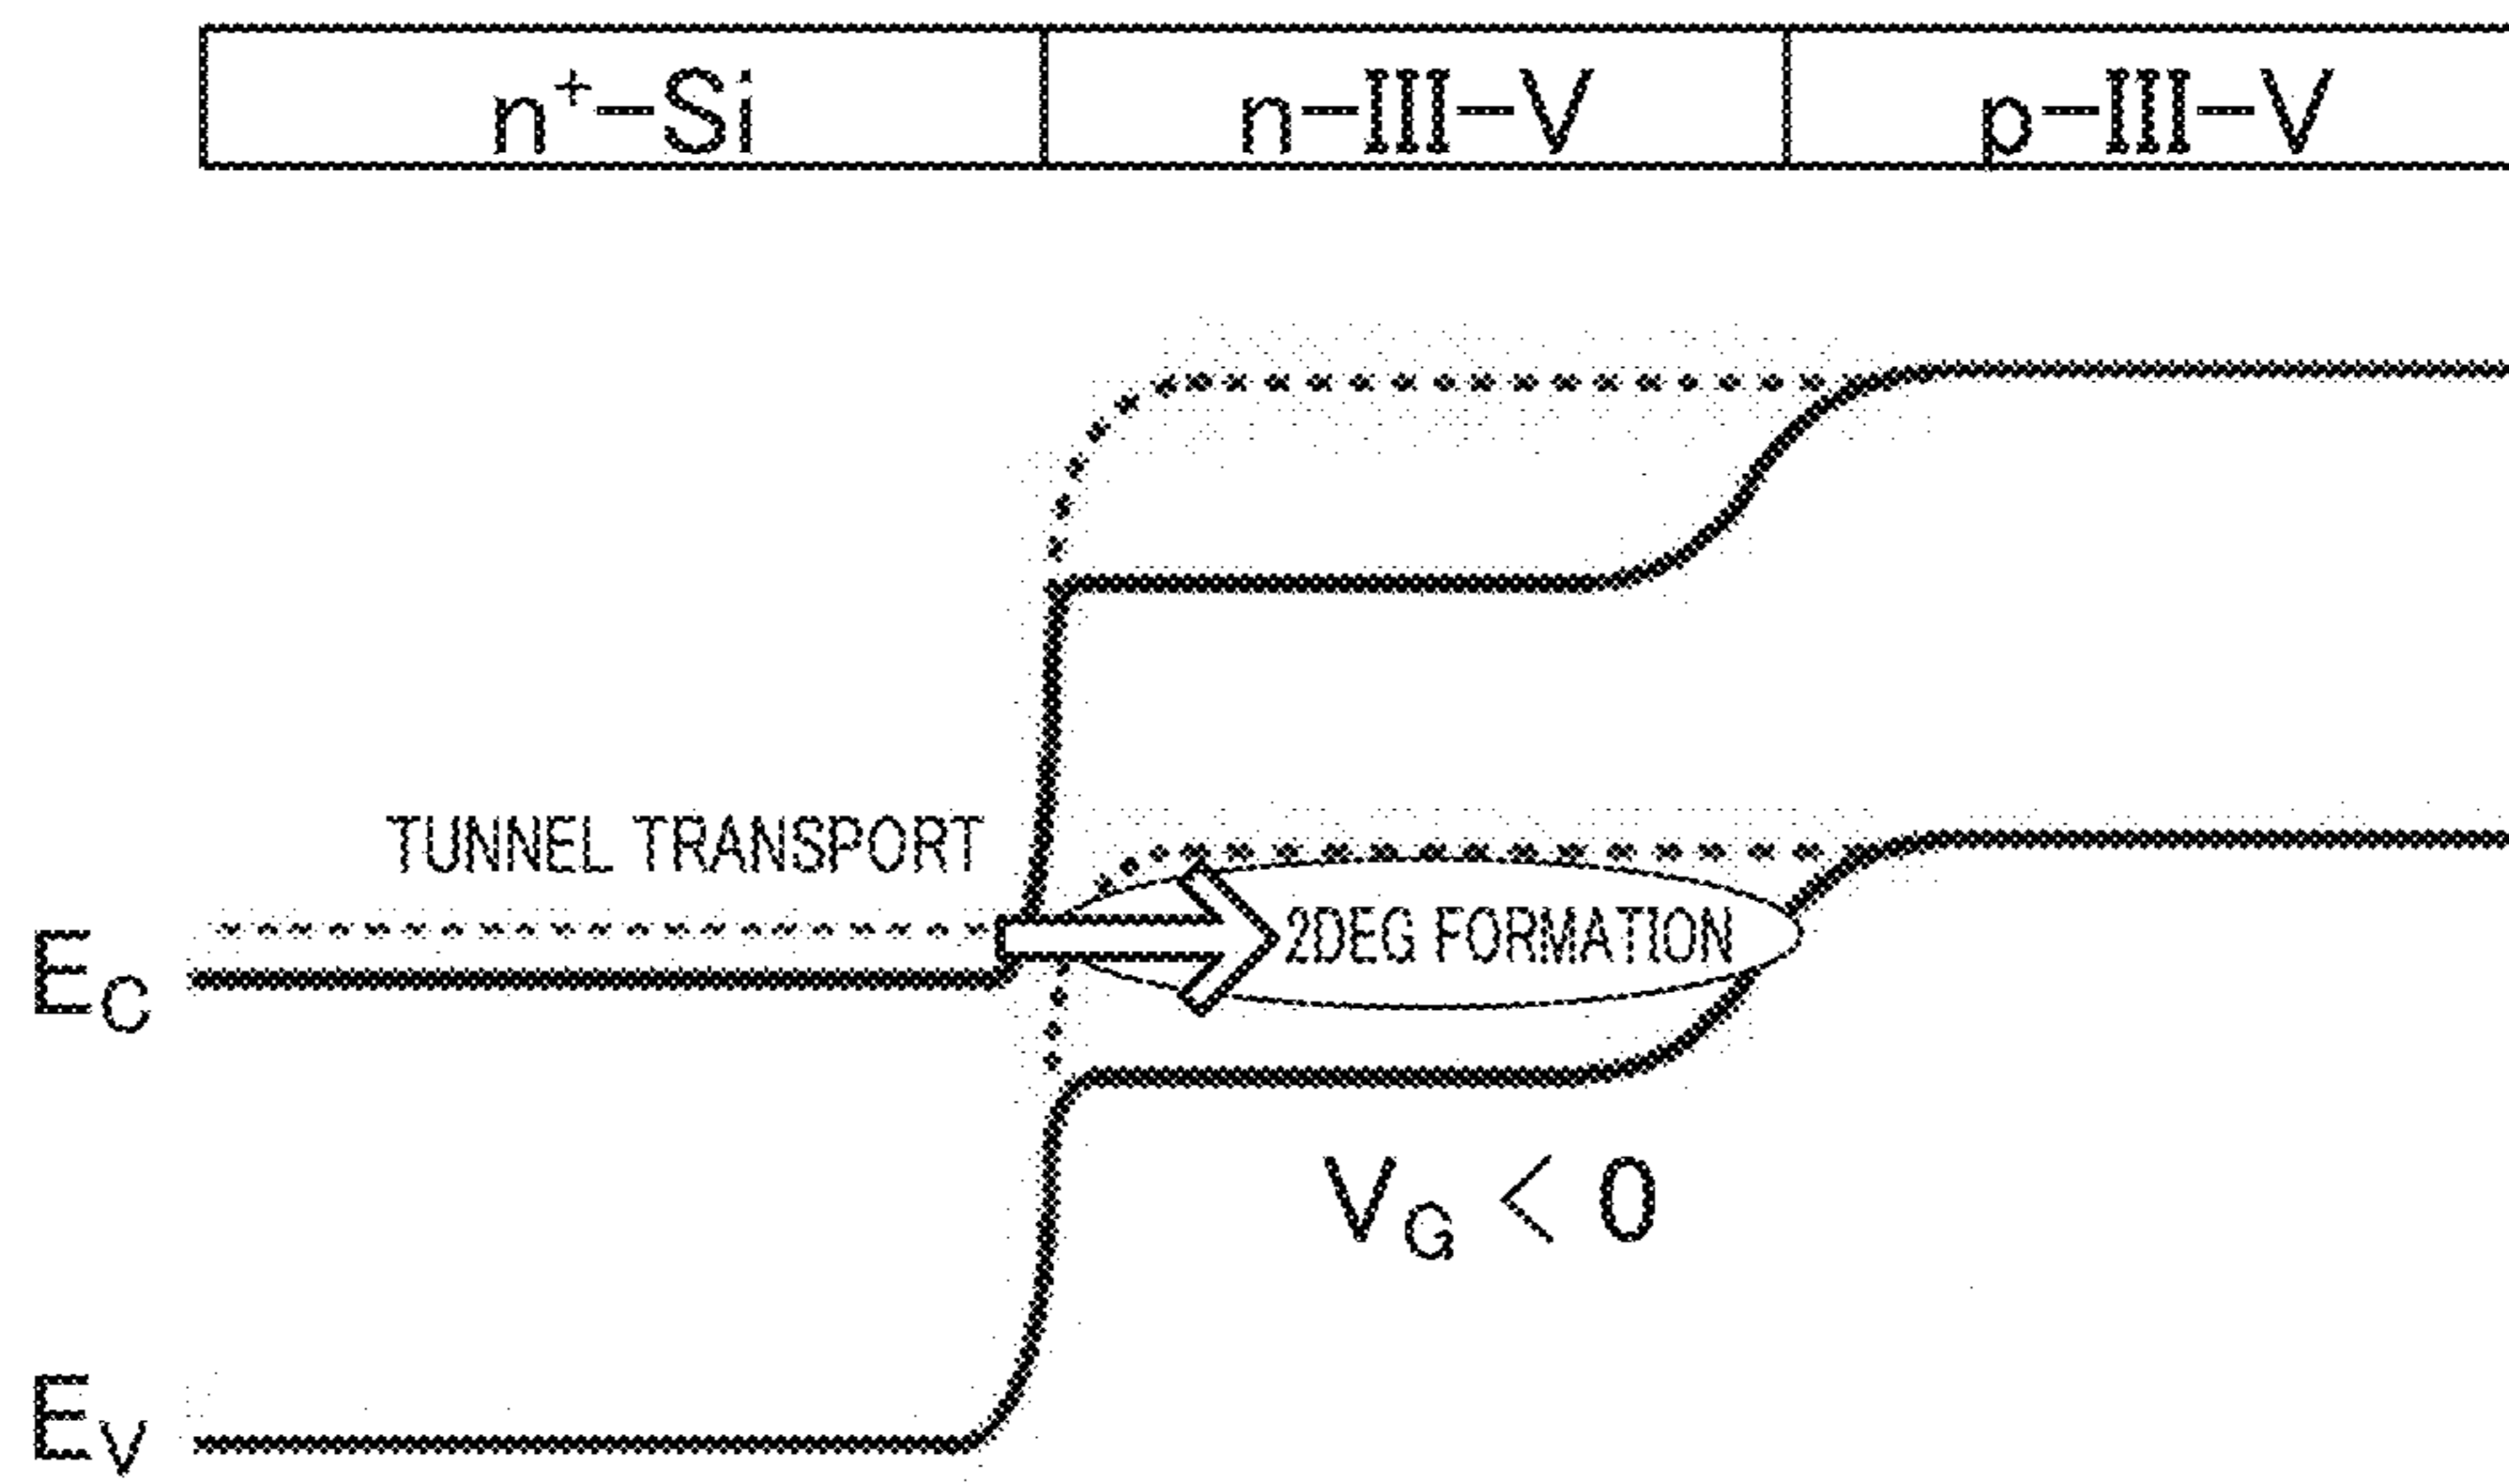 n⁺-Si n-III-V p-III-V
TUNNEL TRANSPORT
E_C
2DEG FORMATION
V_G < 0
E_V